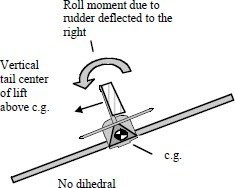 Roll moment due to
rudder deflected to the
right
Vertical
tail center
of lift
above c.g.
c.g.
No dihedral